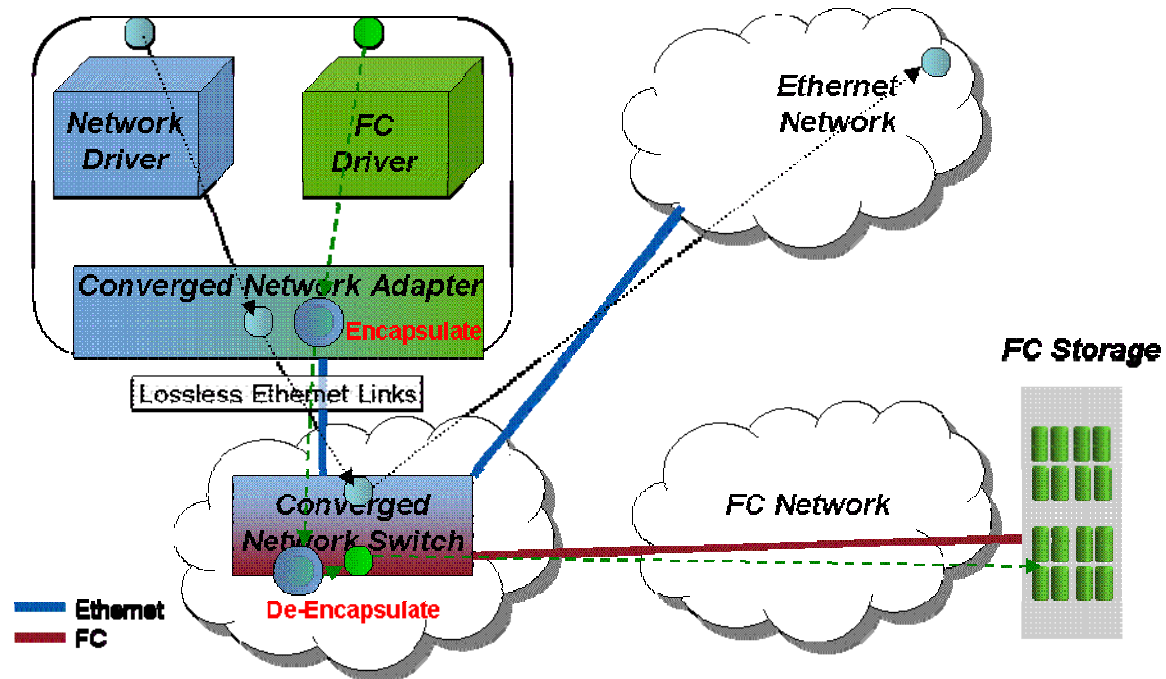 Network
Driver
FC
Driver
Ethernet
Network
Converged Network Adapter
Encapsulate
Lossless Ethernet Links
FC Storage
Converged
Network Switch
FC Network
De-Encapsulate
Ethernet
FC